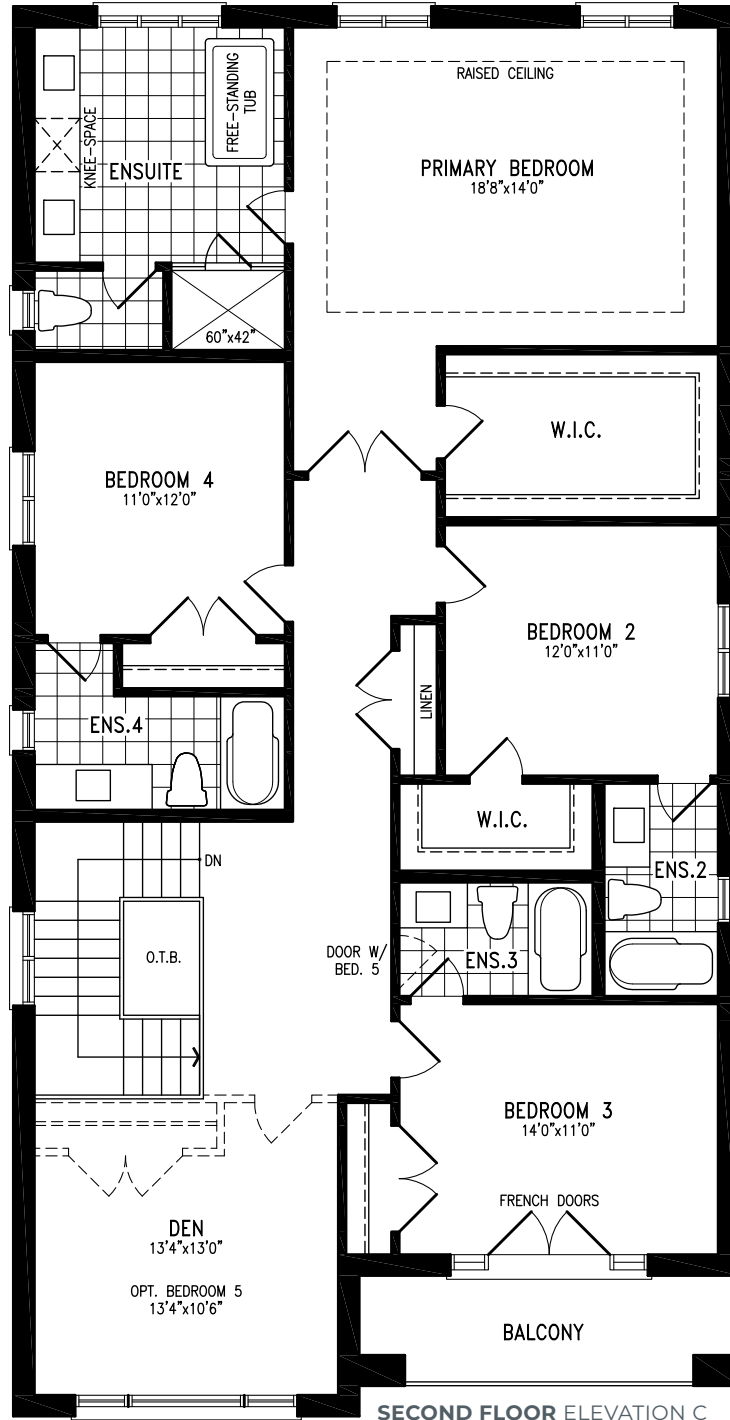 RAISED CEILING
FREE-STANDING
TUB
KNEE-SPACE
ENSUITE
PRIMARY BEDROOM
18'8"x14'0"
60"x42"
W.I.C.
BEDROOM 4
11'0"x12'0"
BEDROOM 2
12'0"x11'0"
LINEN
ENS.4
W.I.C.
DN
ENS.2
O.T.B.
DOOR W/
BED. 5
ENS.3
BEDROOM 3
14'0"x11'0"
FRENCH DOORS
DEN
13'4"x13'0"
OPT. BEDROOM 5
13'4"x10'6"
BALCONY
SECOND FLOOR ELEVATION C